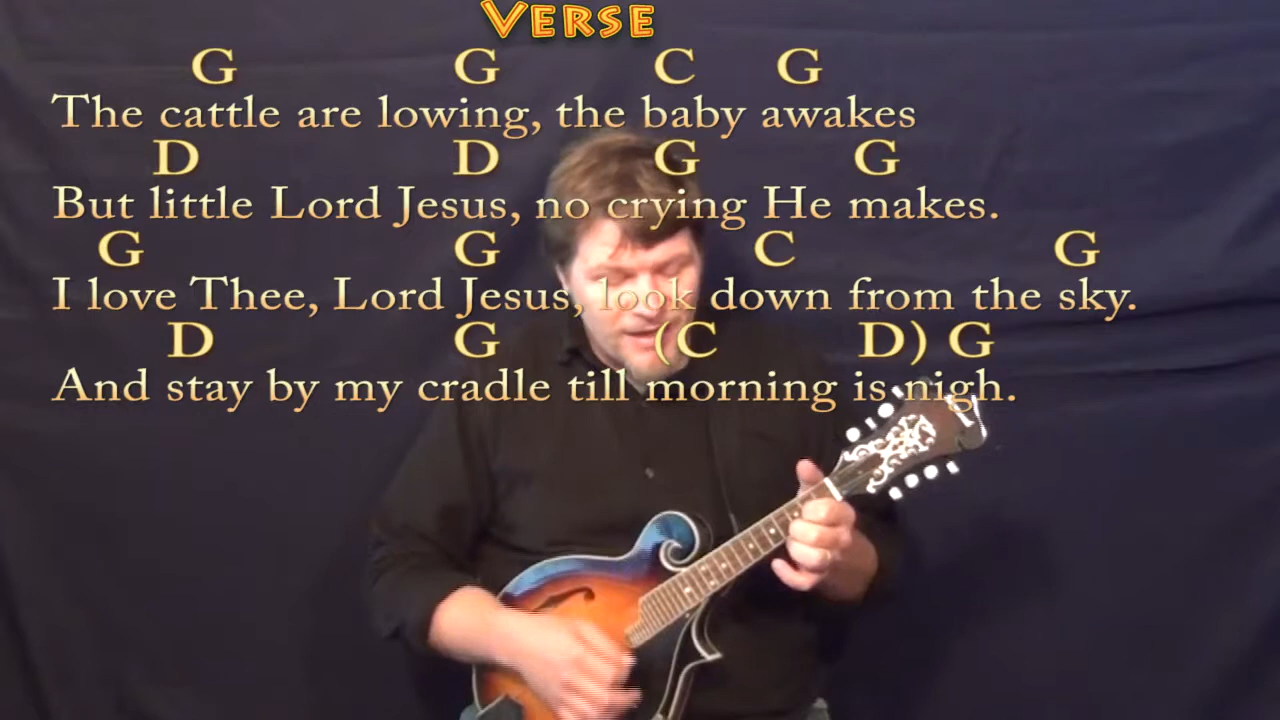 VERSE
G G C G
The cattle are lowing, the baby awakes
D D G G
But little Lord Jesus, no crying He makes.
G G C G
I love Thee, Lord Jesus, look down from the sky.
D G (C D) G
And stay by my cradle till morning is nigh.